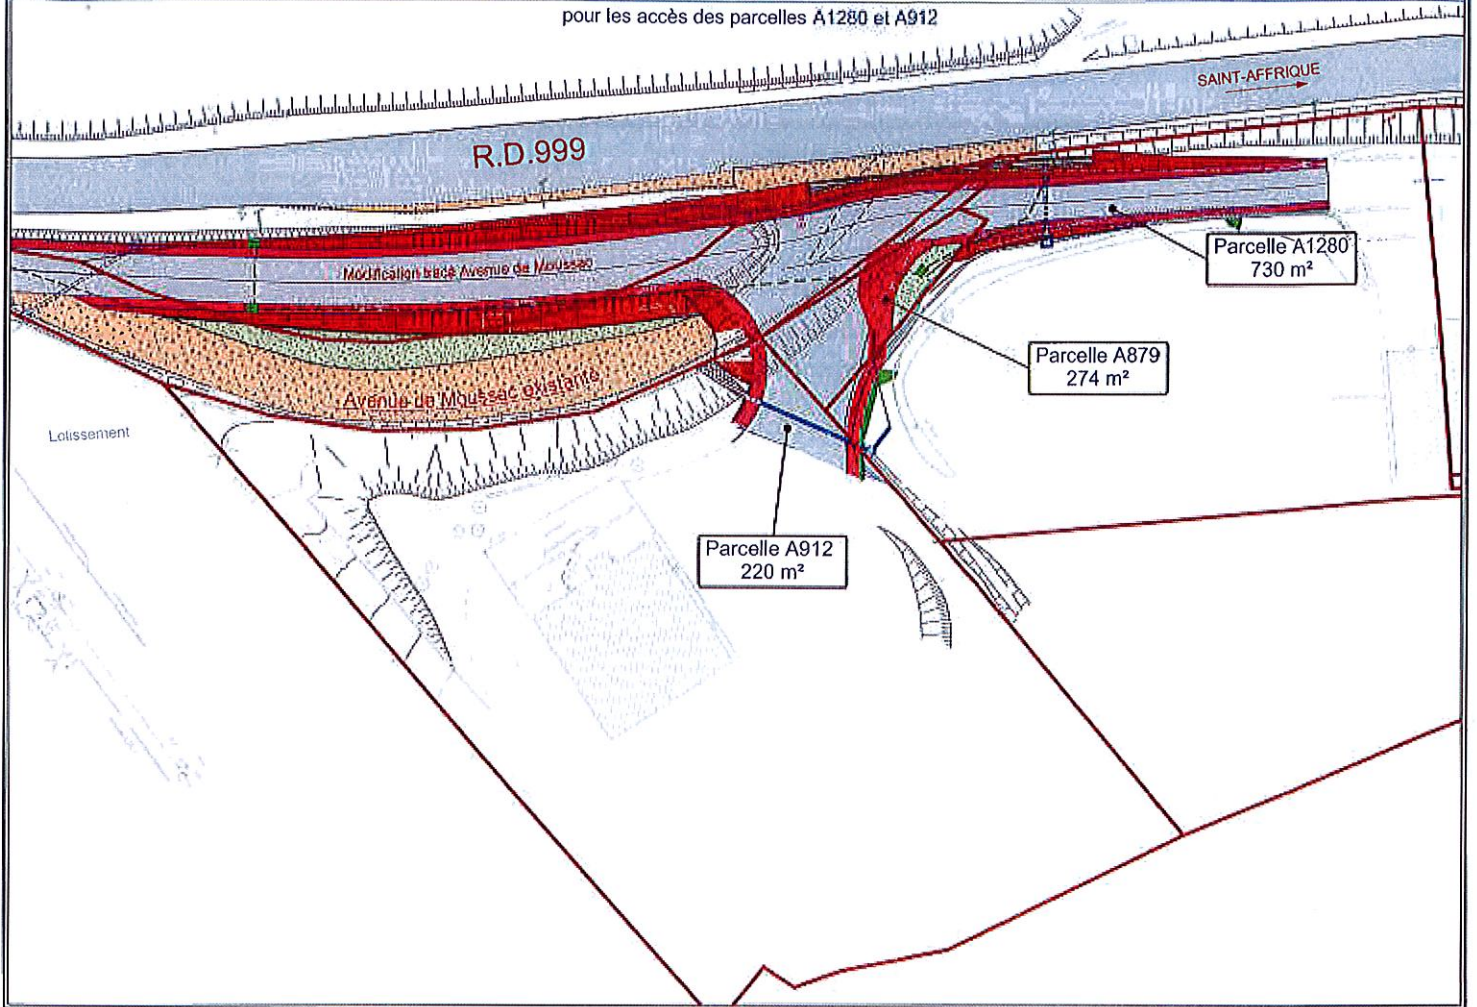 pour les accès des parcelles A1280 et A912
SAINT-AFFRIQUE
R.D.999
Parcelle A1280
730 m²
Modification tracé Avenue de Moussac
Parcelle A879
274 m²
Avenue de Moussac existante
Lotissement
Parcelle A912
220 m²